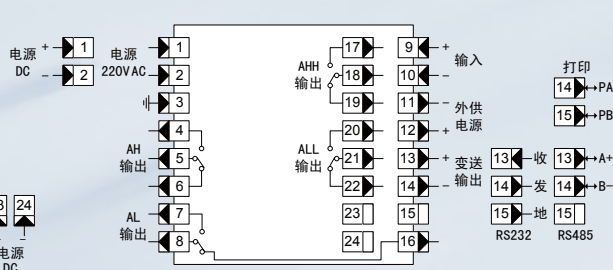 电源 + 1
DC - 2
电源
220VAC
1
2
3
4
AH
输出
5
6
AL
输出
7
8
AHH
输出
17
18
19
ALL
输出
20
21
22
23
24
9 + 输入
10 -
11 - 外供
12 + 电源
13 + 变送
14 - 输出
15
16
13 收
14 发
15 地
RS232
打印
14 PA
15 PB
13 A+
14 B-
15
RS485
24
电源
DC